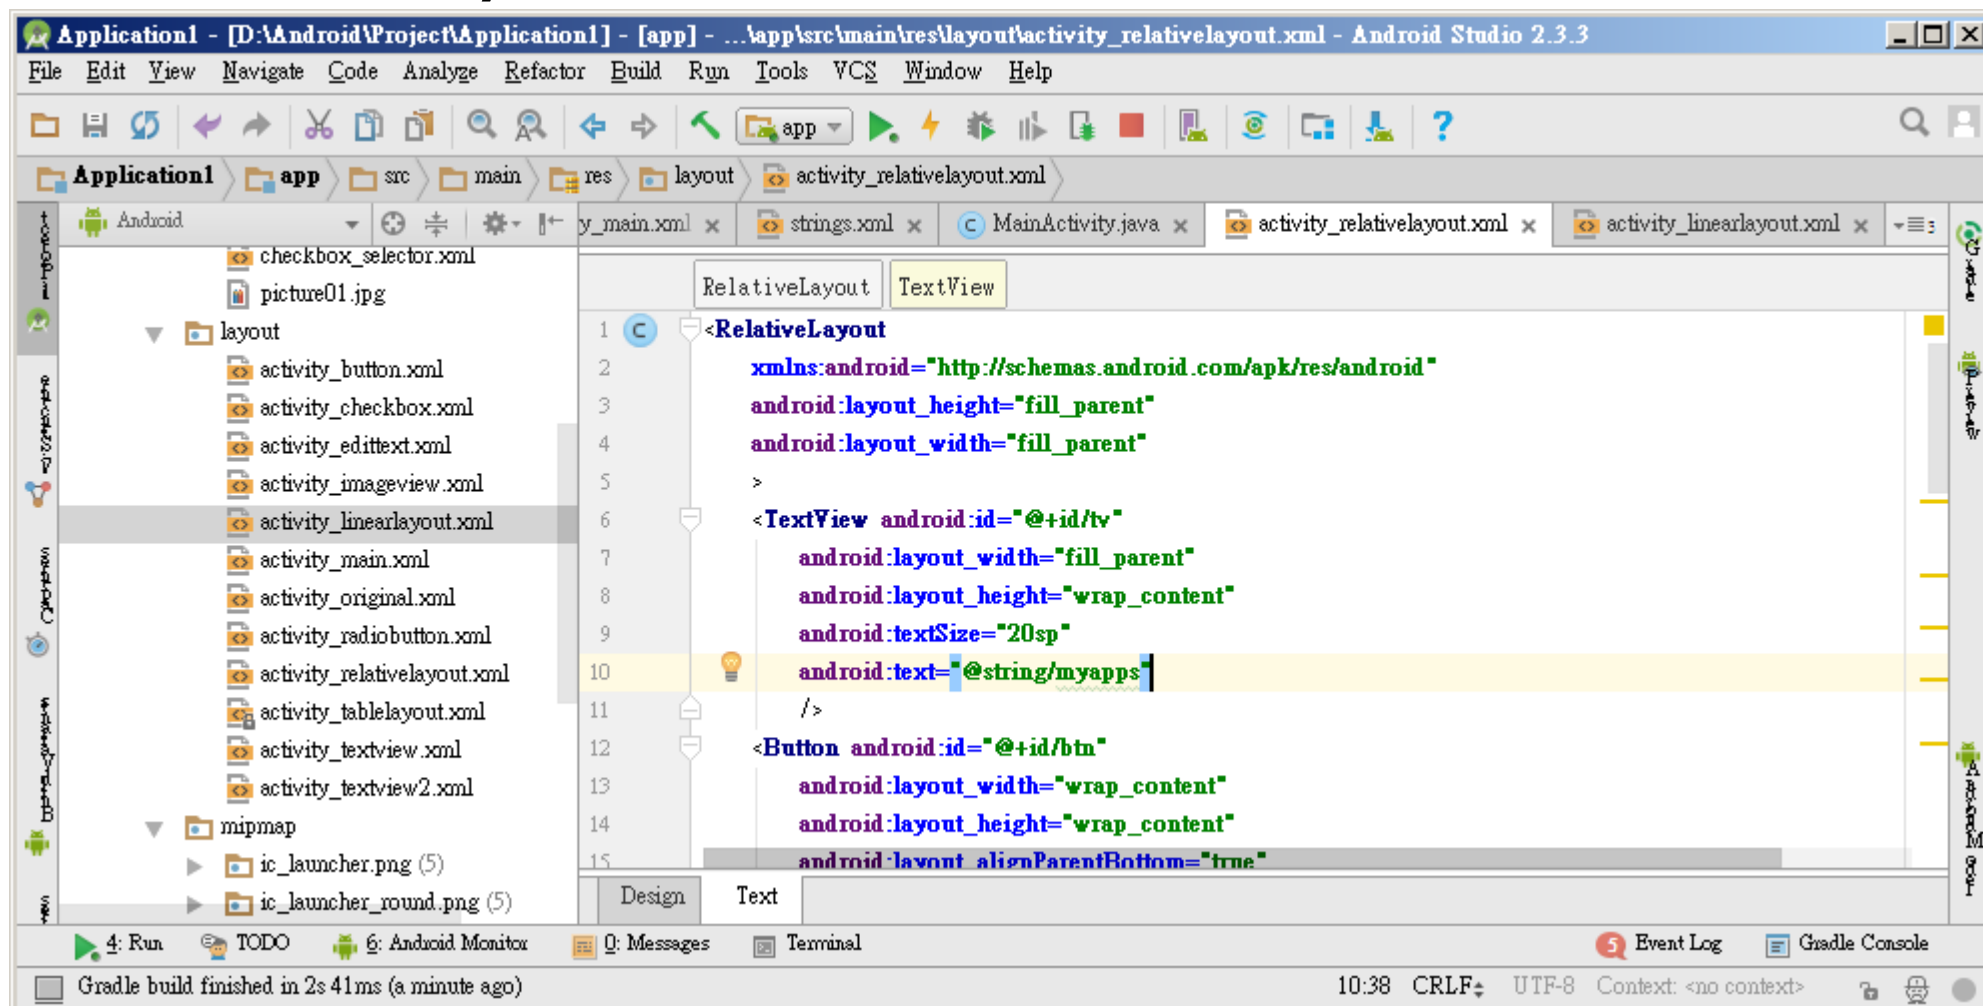 Application1 - [D:\Android\Project\Application1] - [app] - ...\app\src\main\res\layout\activity_relativelayout.xml - Android Studio 2.3.3
File Edit View Navigate Code Analyze Refactor Build Run Tools VCS Window Help
app
Application1 app src main res layout activity_relativelayout.xml
Android
y_main.xml strings.xml MainActivity.java activity_relativelayout.xml activity_linearlayout.xml
checkbox_selector.xml
picture01.jpg
layout
activity_button.xml
activity_checkbox.xml
activity_edittext.xml
activity_imageview.xml
activity_linearlayout.xml
activity_main.xml
activity_original.xml
activity_radiobutton.xml
activity_relativelayout.xml
activity_tablelayout.xml
activity_textview.xml
activity_textview2.xml
mipmap
ic_launcher.png (5)
ic_launcher_round.png (5)
RelativeLayout TextView
1 <RelativeLayout
2 xmlns:android="http://schemas.android.com/apk/res/android"
3 android:layout_height="fill_parent"
4 android:layout_width="fill_parent"
5 >
6 <TextView android:id="@+id/tv"
7 android:layout_width="fill_parent"
8 android:layout_height="wrap_content"
9 android:textSize="20sp"
10 android:text="@string/myapps"
11 />
12 <Button android:id="@+id/btn"
13 android:layout_width="wrap_content"
14 android:layout_height="wrap_content"
15 android:layout_alignParentBottom="true"
Design Text
4: Run TODO 6: Android Monitor 0: Messages Terminal 5 Event Log Gradle Console
Gradle build finished in 2s 41ms (a minute ago) 10:38 CRLF UTF-8 Context: <no context>